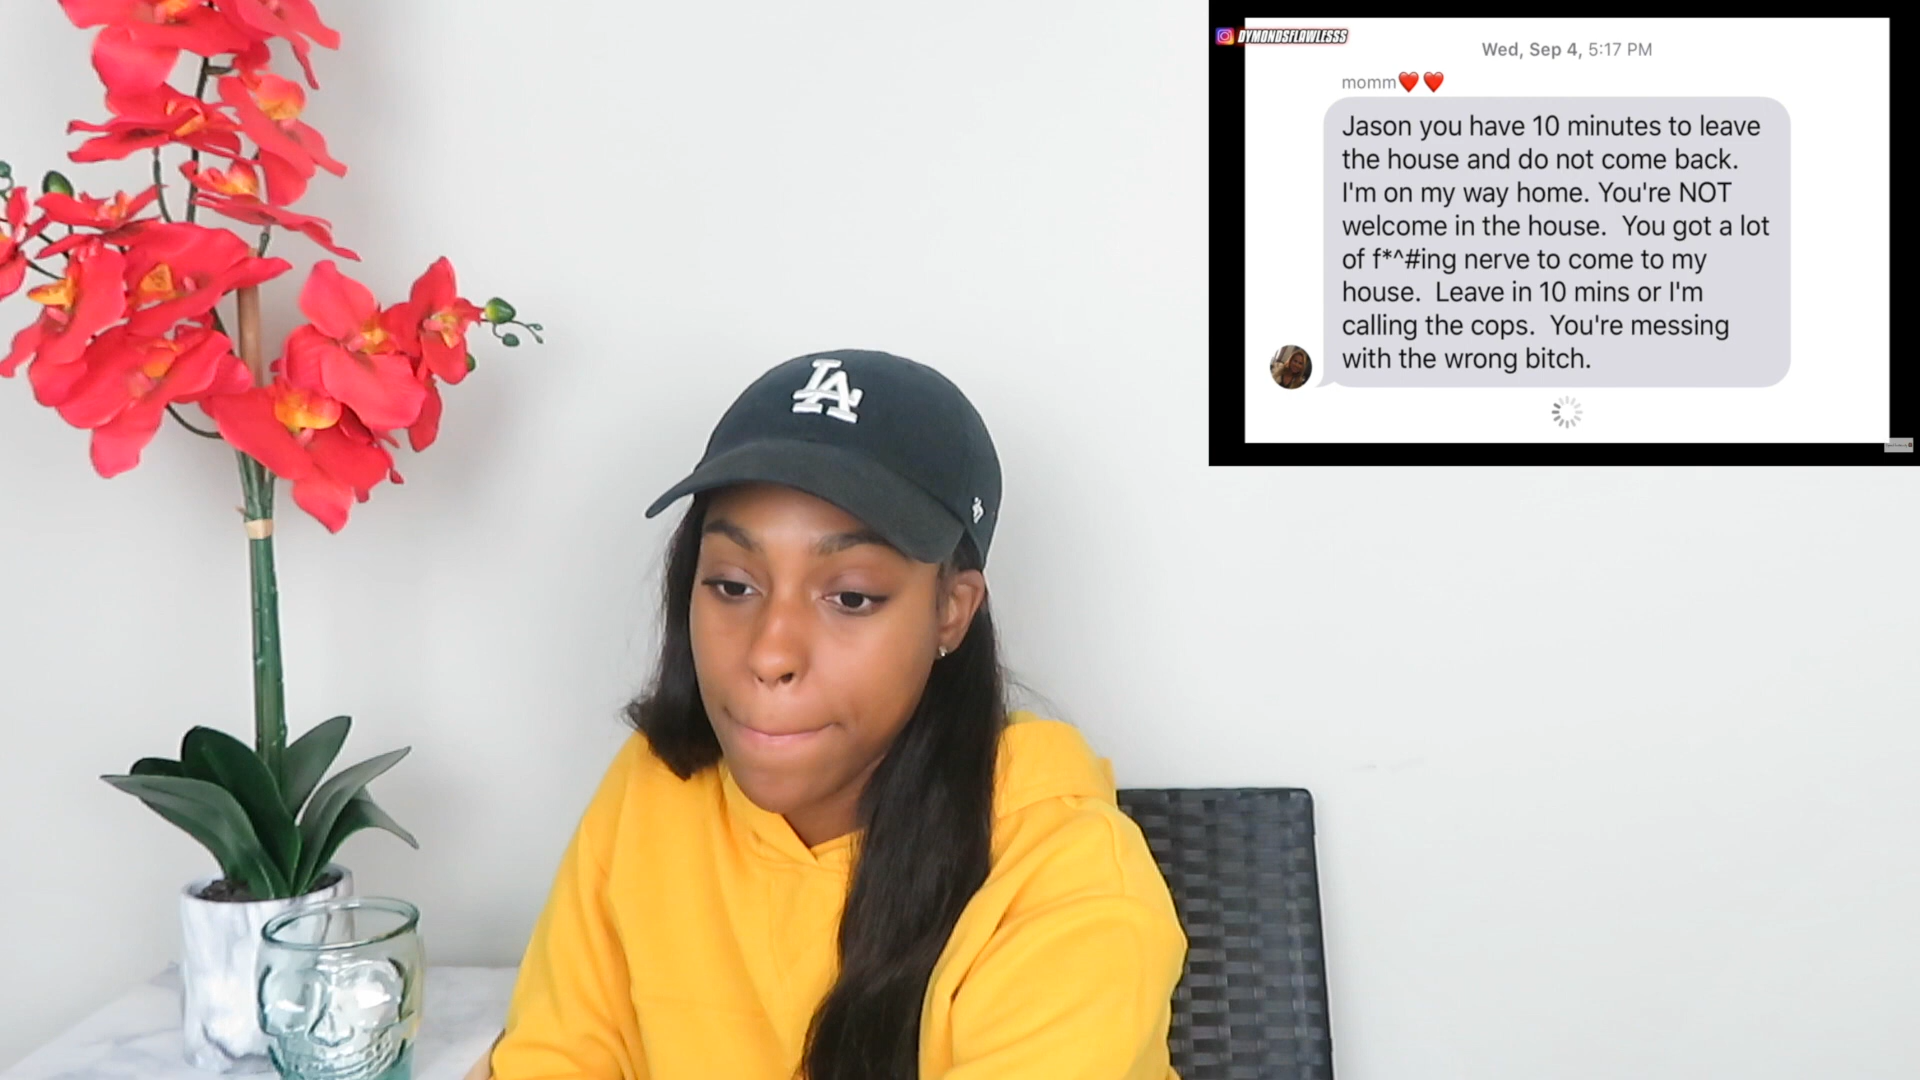 DYMONDSFLAWLESSS
Wed, Sep 4, 5:17 PM
momm❤️❤️
Jason you have 10 minutes to leave
the house and do not come back.
I'm on my way home. You're NOT
welcome in the house.  You got a lot
of f*^#ing nerve to come to my
house.  Leave in 10 mins or I'm
calling the cops.  You're messing
with the wrong bitch.
LA